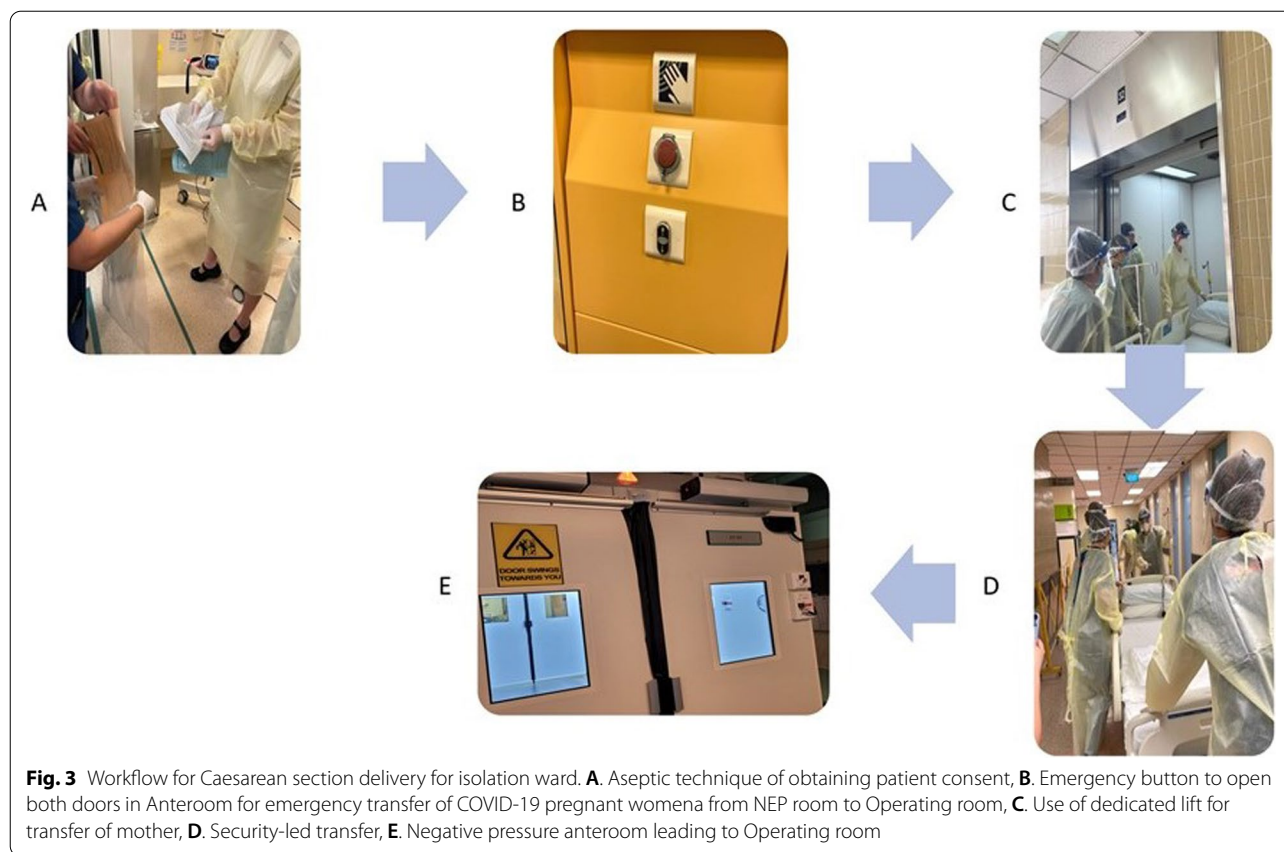 A
B
C
DOOR SWINGS
TOWARDS YOU
E
D
Fig. 3 Workflow for Caesarean section delivery for isolation ward. A. Aseptic technique of obtaining patient consent, B. Emergency button to open
both doors in Anteroom for emergency transfer of COVID-19 pregnant womena from NEP room to Operating room, C. Use of dedicated lift for
transfer of mother, D. Security-led transfer, E. Negative pressure anteroom leading to Operating room